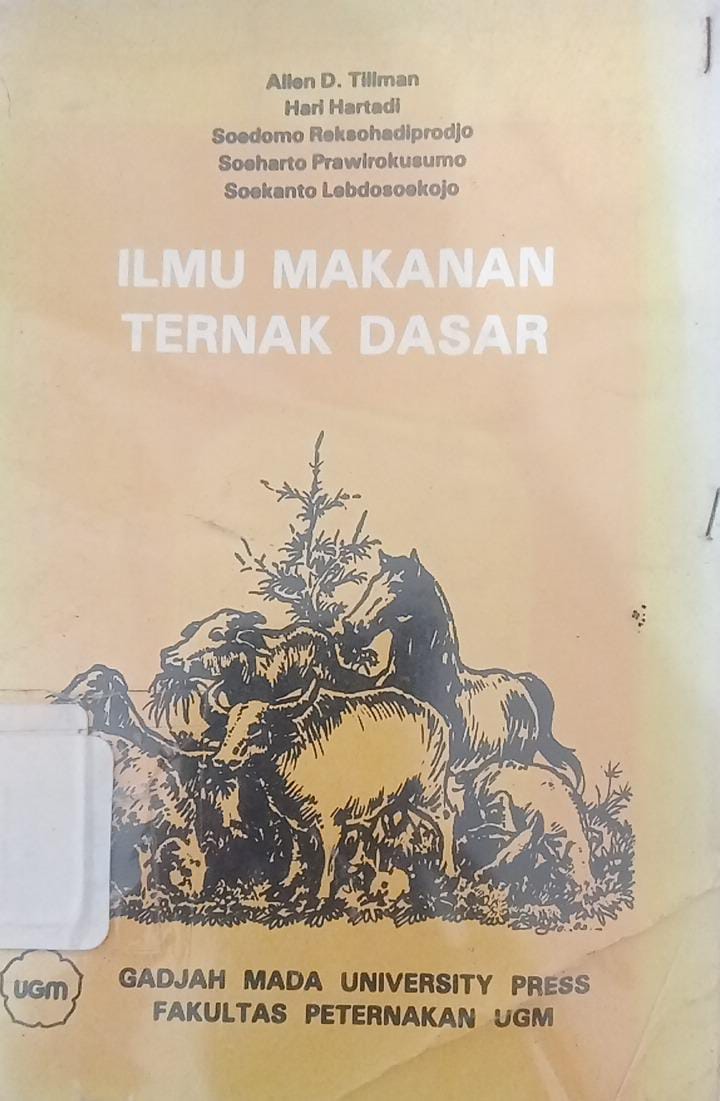 Allen D. Tillman
Hari Hartadi
Soedomo Reksohadiprodjo
Soeharto Prawirokusumo
Soekanto Lebdosoekojo
ILMU MAKANAN
TERNAK DASAR
UGM
GADJAH MADA UNIVERSITY PRESS
FAKULTAS PETERNAKAN UGM